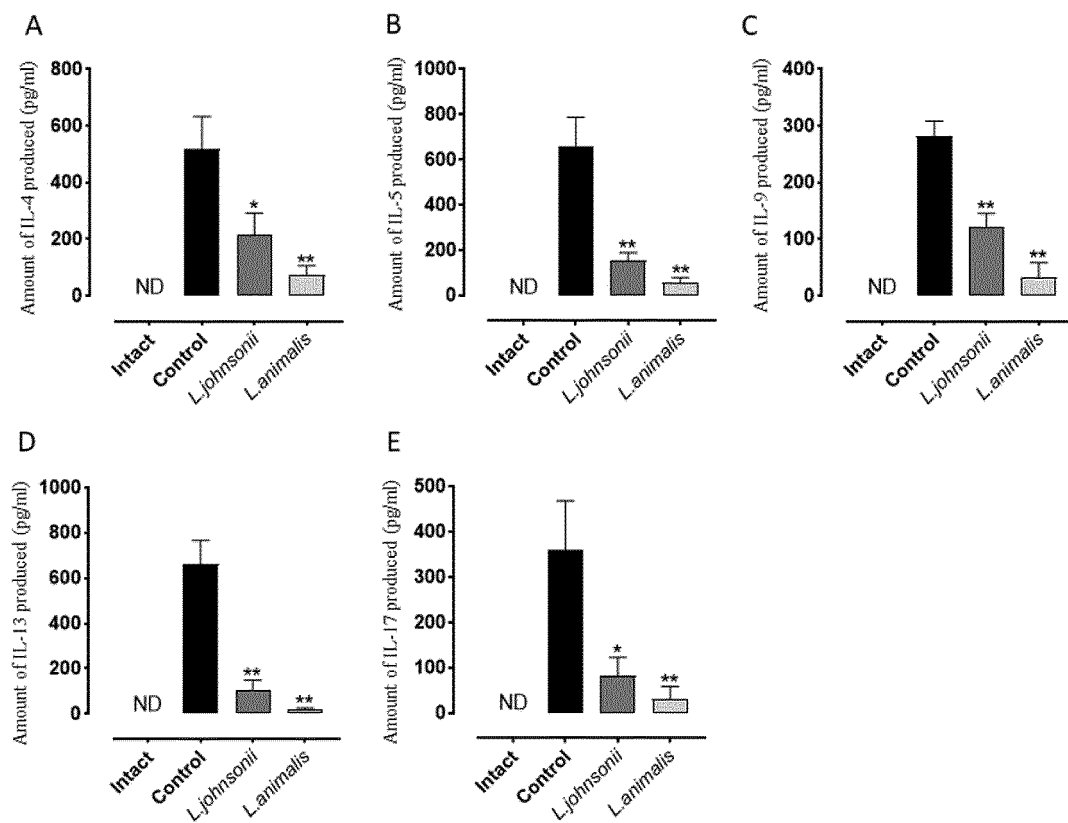 A
Amount of IL-4 produced (pg/ml)
800
600
400
200
0
ND
*
**
Intact
Control
L.johnsonii
L.animalis
B
Amount of IL-5 produced (pg/ml)
1000
800
600
400
200
0
ND
**
**
Intact
Control
L.johnsonii
L.animalis
C
Amount of IL-9 produced (pg/ml)
400
300
200
100
0
ND
**
**
Intact
Control
L.johnsonii
L.animalis
D
Amount of IL-13 produced (pg/ml)
1000
800
600
400
200
0
ND
**
**
Intact
Control
L.johnsonii
L.animalis
E
Amount of IL-17 produced (pg/ml)
500
400
300
200
100
0
ND
*
**
Intact
Control
L.johnsonii
L.animalis